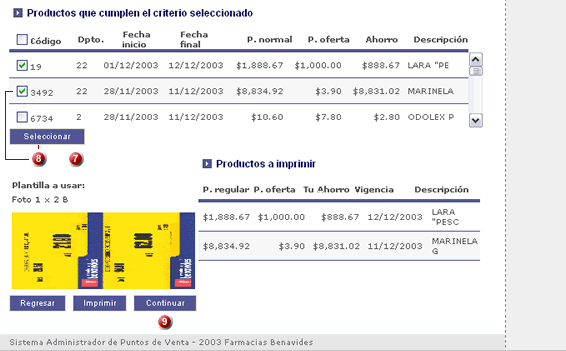 Productos que cumplen el criterio seleccionado
Código Dpto. Fecha inicio Fecha final P. normal P. oferta Ahorro Descripción
19 22 01/12/2003 12/12/2003 $1,888.67 $1,000.00 $888.67 LARA "PE
3492 22 28/11/2003 11/12/2003 $8,834.92 $3.90 $8,831.02 MARINELA
6734 2 28/11/2003 11/12/2003 $10.60 $7.80 $2.80 ODOLEX P
Seleccionar
8 7
Productos a imprimir
Plantilla a usar:
Foto 1 x 2 B
P. regular P. oferta Tu Ahorro Vigencia Descripción
$1,888.67 $1,000.00 $888.67 12/12/2003 LARA "PESC
$8,834.92 $3.90 $8,831.02 11/12/2003 MARINELA G
Regresar Imprimir Continuar
9
Sistema Administrador de Puntos de Venta - 2003 Farmacias Benavides